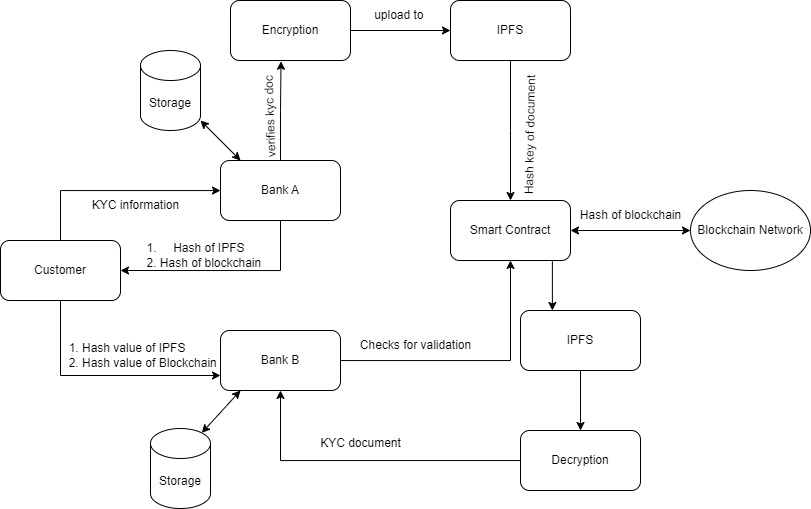 upload to
Encryption
IPFS
Storage
verifies kyc doc
Hash key of document
Bank A
KYC information
Hash of blockchain
Smart Contract
Blockchain Network
1. Hash of IPFS
2. Hash of blockchain
Customer
IPFS
1. Hash value of IPFS
2. Hash value of Blockchain
Bank B
Checks for validation
KYC document
Decryption
Storage